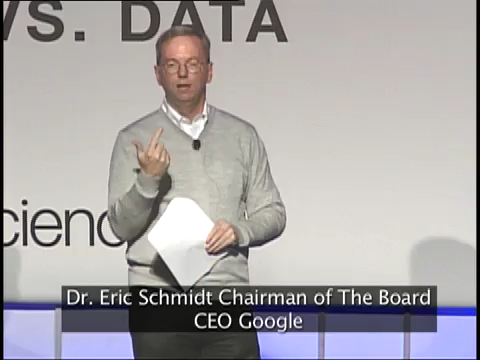 VS. DATA
cienc
Dr. Eric Schmidt Chairman of The Board
CEO Google